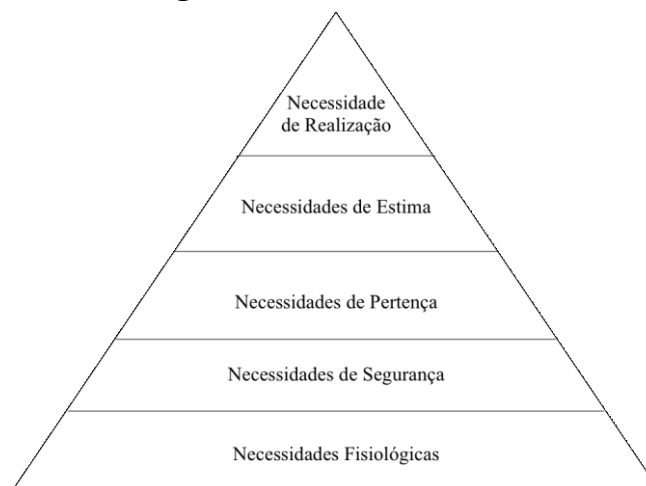 Necessidade
de Realização
Necessidades de Estima
Necessidades de Pertença
Necessidades de Segurança
Necessidades Fisiológicas